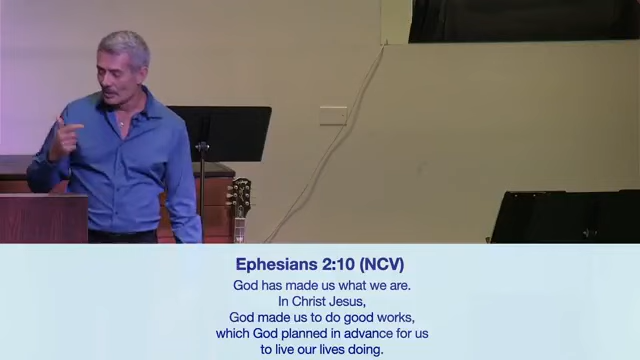 Ephesians 2:10 (NCV)
God has made us what we are.
In Christ Jesus,
God made us to do good works,
which God planned in advance for us
to live our lives doing.